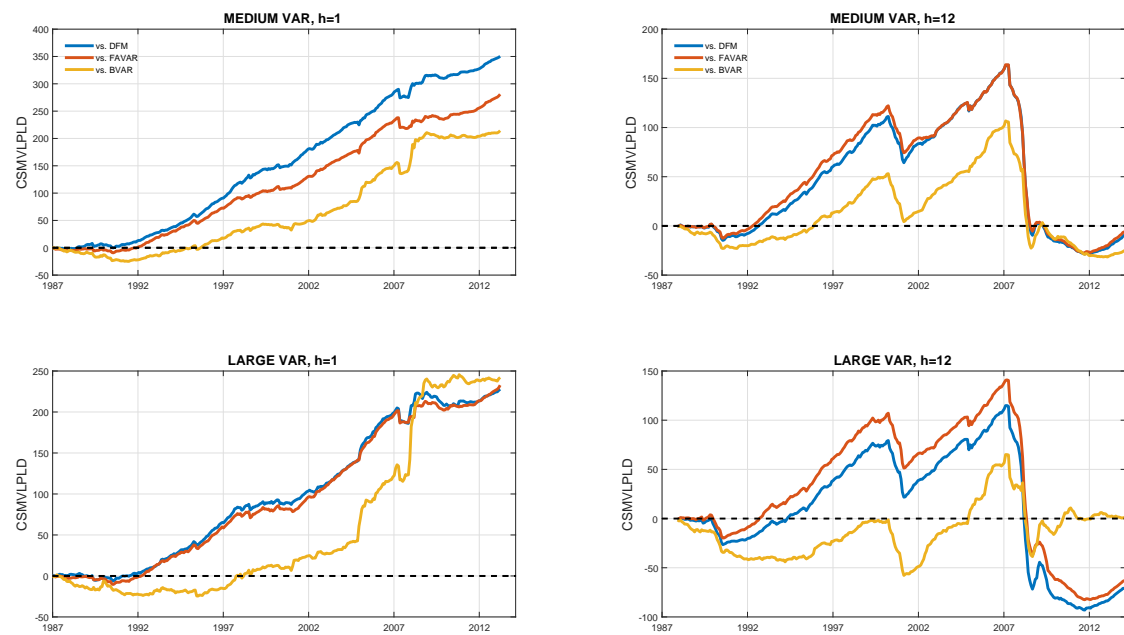 MEDIUM VAR, h=1
400
350
300
250
200
150
100
50
0
-50
CSMVLPLD
vs. DFM
vs. FAVAR
vs. BVAR
1987 1992 1997 2002 2007 2012
MEDIUM VAR, h=12
200
150
100
50
0
-50
CSMVLPLD
vs. DFM
vs. FAVAR
vs. BVAR
1987 1992 1997 2002 2007 2012
LARGE VAR, h=1
250
200
150
100
50
0
-50
CSMVLPLD
1987 1992 1997 2002 2007 2012
LARGE VAR, h=12
150
100
50
0
-50
-100
CSMVLPLD
1987 1992 1997 2002 2007 2012